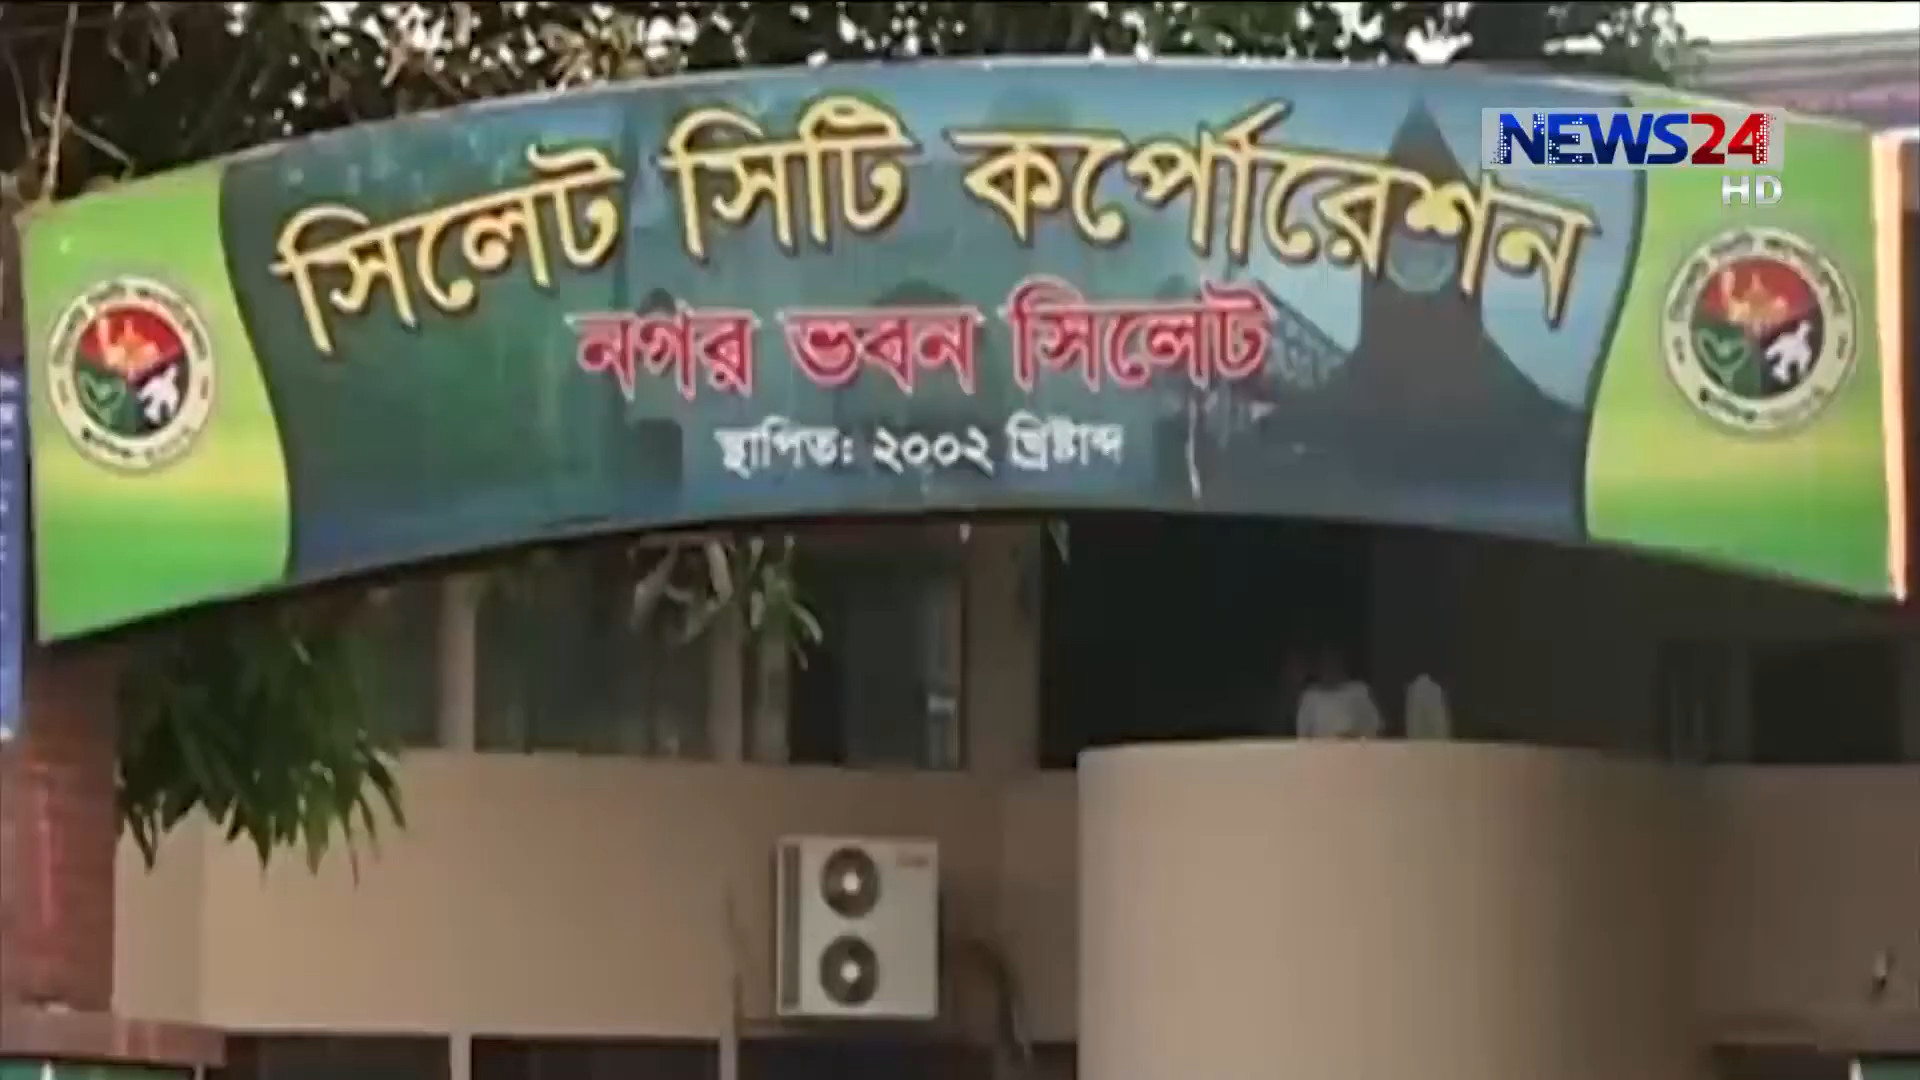 সিলেট সিটি কর্পোরেশন
নগর ভবন সিলেট
স্থাপিত: ২০০২ খ্রিষ্টাব্দ
NEWS24
HD